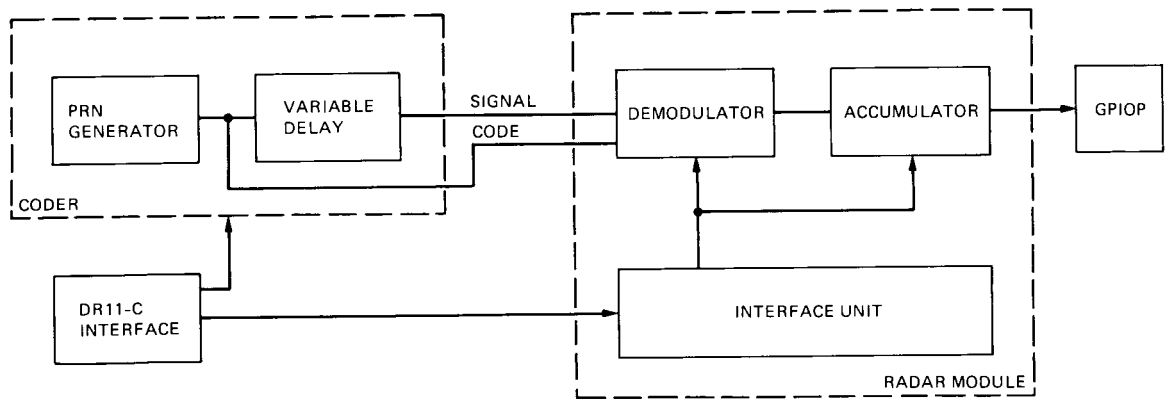 PRN
GENERATOR
VARIABLE
DELAY
SIGNAL
CODE
DEMODULATOR
ACCUMULATOR
GPIOP
CODER
DR11-C
INTERFACE
INTERFACE UNIT
RADAR MODULE